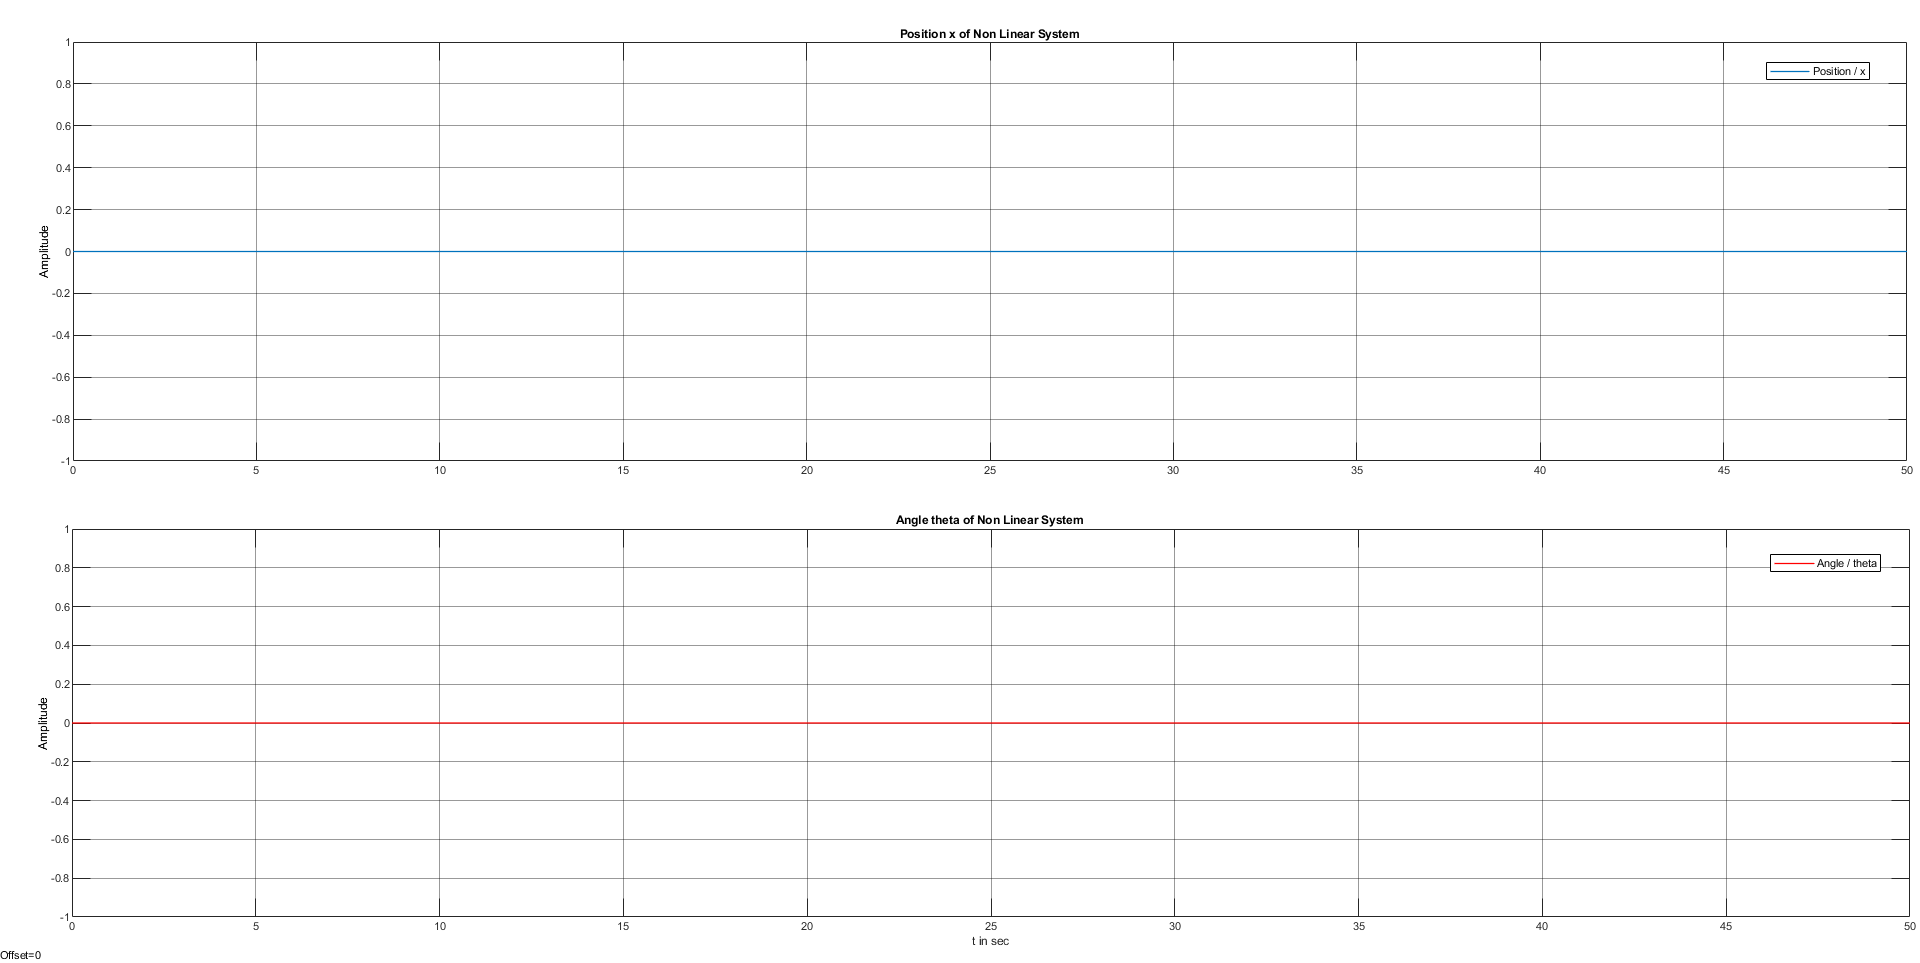 Position x of Non Linear System
1
0.8
0.6
0.4
0.2
0
-0.2
-0.4
-0.6
-0.8
-1
Amplitude
Position / x
0 5 10 15 20 25 30 35 40 45 50
Angle theta of Non Linear System
1
0.8
0.6
0.4
0.2
0
-0.2
-0.4
-0.6
-0.8
-1
Amplitude
Angle / theta
0 5 10 15 20 25 30 35 40 45 50
t in sec
Offset=0